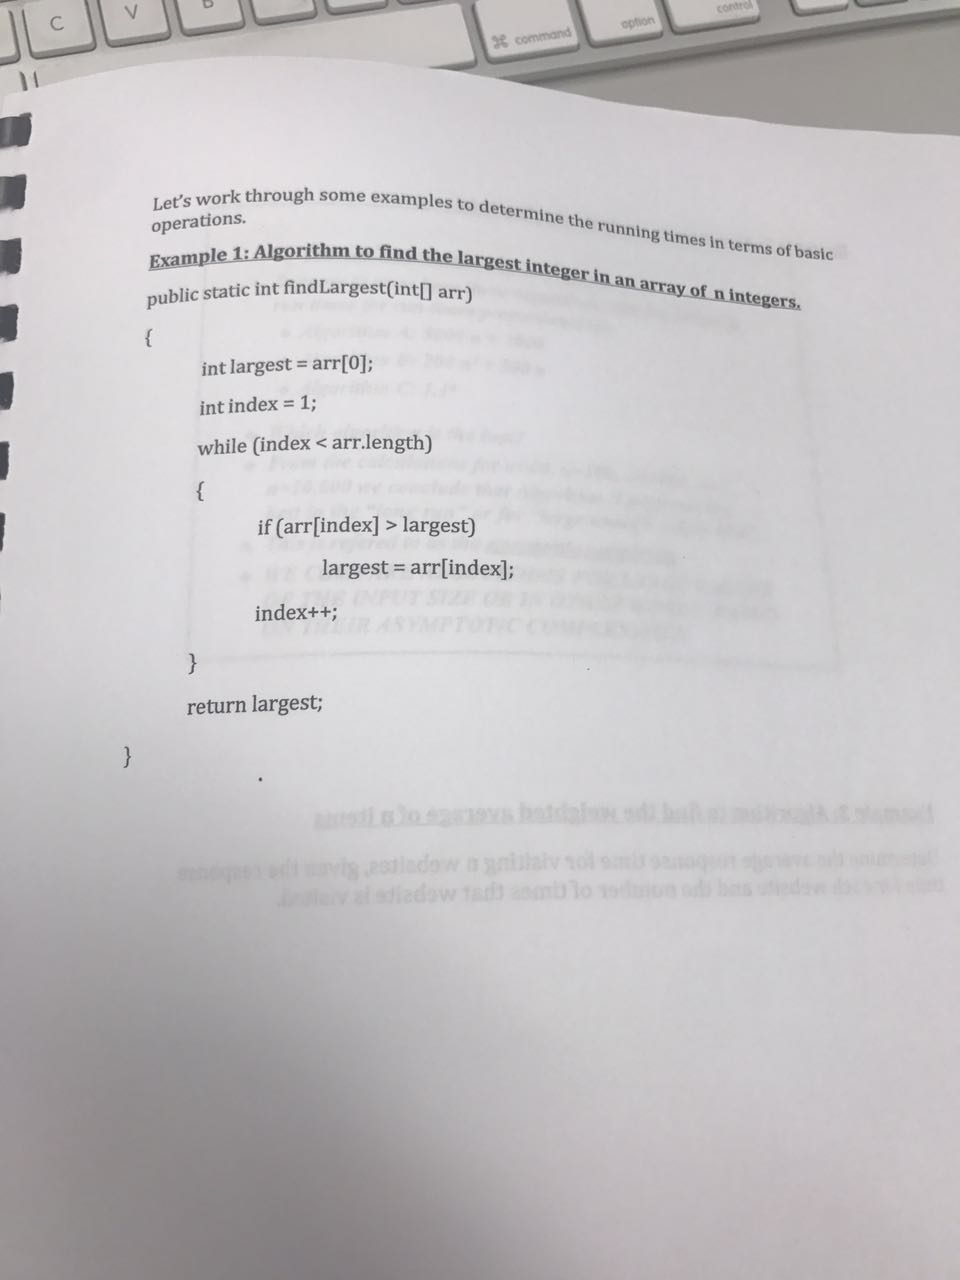 C
V
B
⌘ command
option
control
Let's work through some examples to determine the running times in terms of basic
operations.
Example 1: Algorithm to find the largest integer in an array of n integers.
public static int findLargest(int[] arr)
{
int largest = arr[0];
int index = 1;
while (index < arr.length)
{
if (arr[index] > largest)
largest = arr[index];
index++;
}
return largest;
}